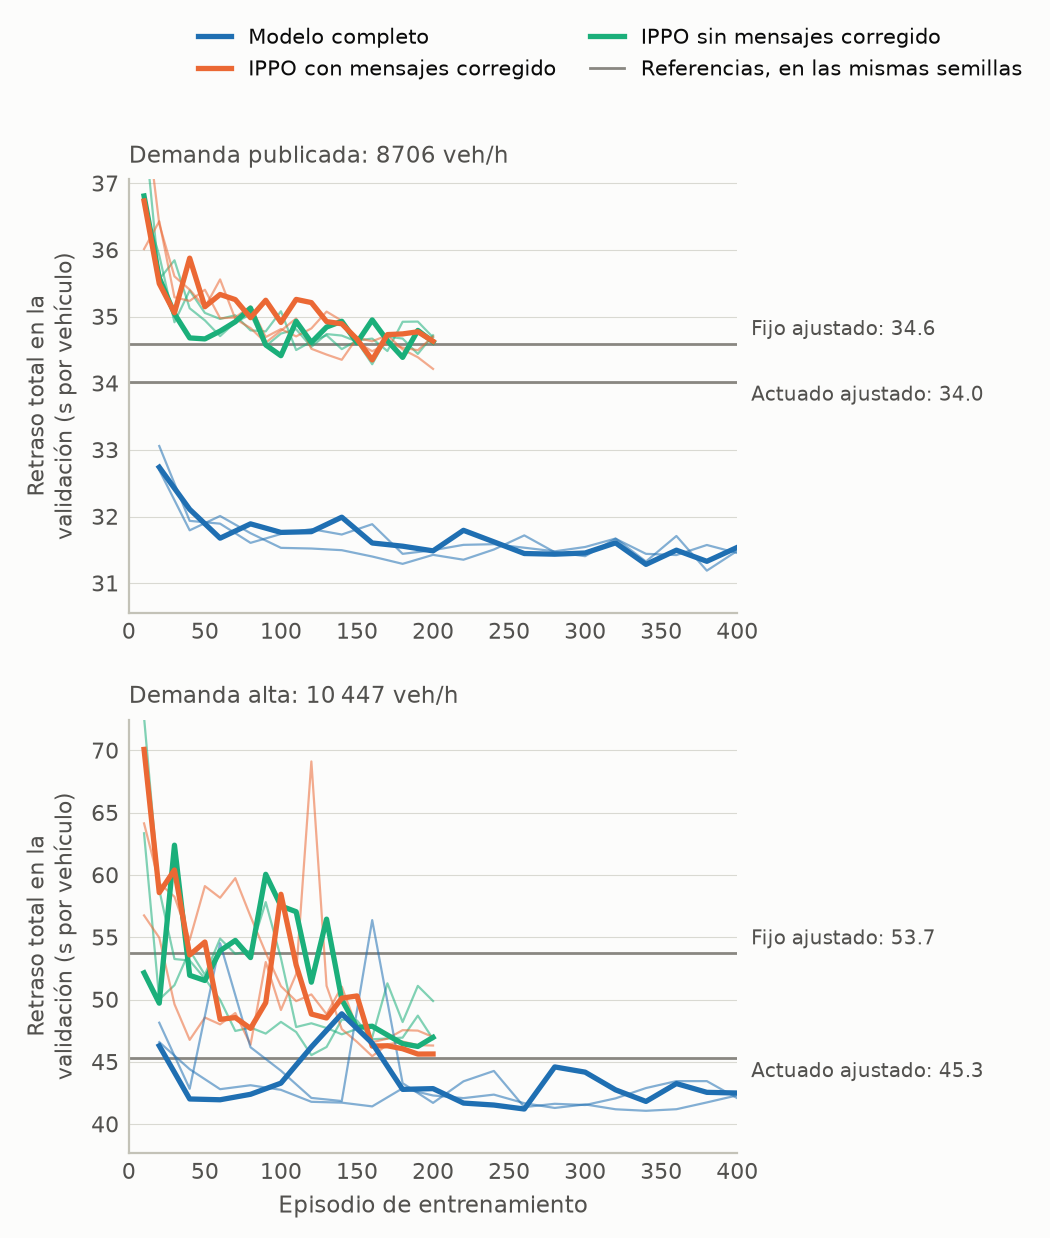 Modelo completo
IPPO con mensajes corregido
IPPO sin mensajes corregido
Referencias, en las mismas semillas
Demanda publicada: 8706 veh/h
Retraso total en la
validación (s por vehículo)
37
36
35
34
33
32
31
Fijo ajustado: 34.6
Actuado ajustado: 34.0
0 50 100 150 200 250 300 350 400
Demanda alta: 10 447 veh/h
Retraso total en la
validación (s por vehículo)
70
65
60
55
50
45
40
Fijo ajustado: 53.7
Actuado ajustado: 45.3
0 50 100 150 200 250 300 350 400
Episodio de entrenamiento